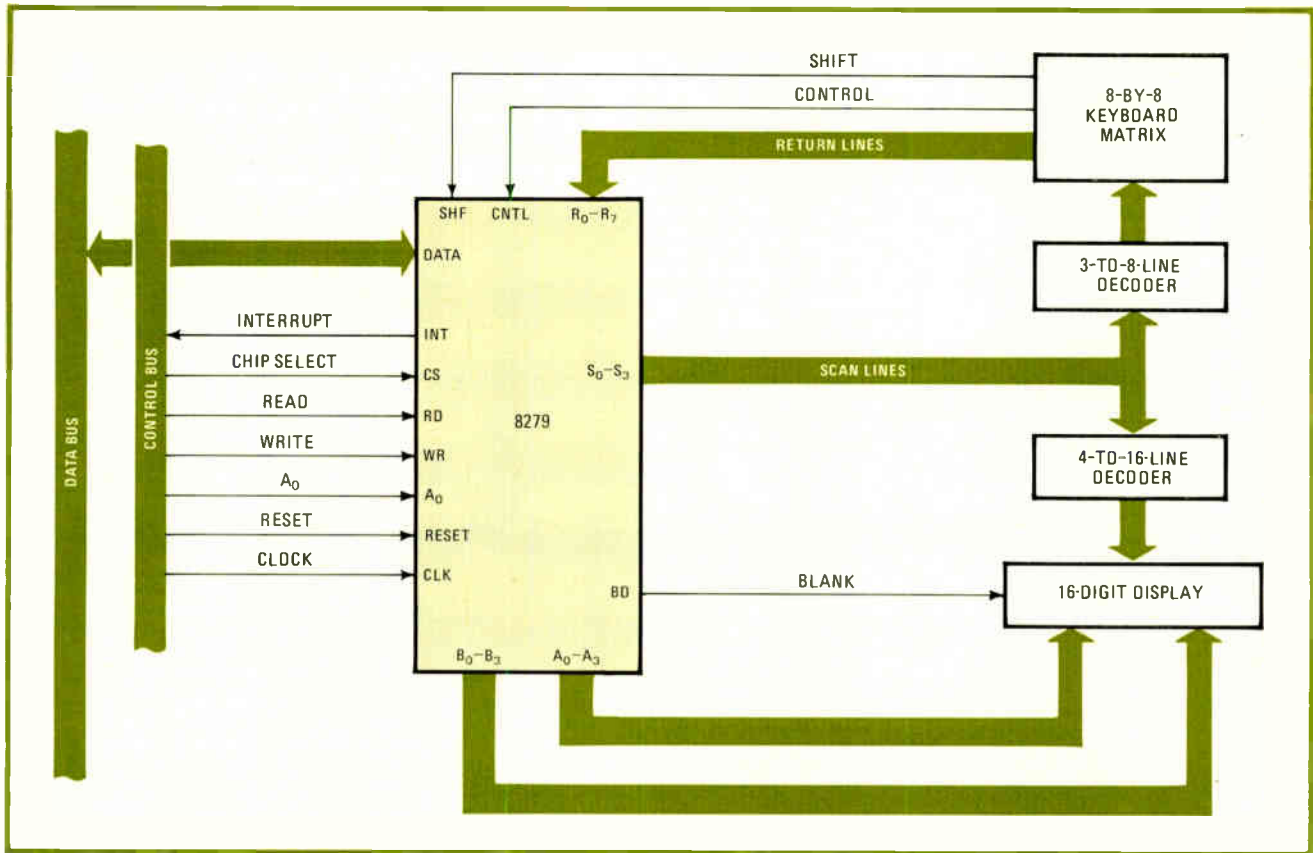 SHIFT
CONTROL
RETURN LINES
8-BY-8
KEYBOARD
MATRIX
SHF CNTL R₀–R₇
DATA
3-TO-8-LINE
DECODER
INTERRUPT
INT
CHIP SELECT
CS
S₀–S₃
SCAN LINES
READ
RD
8279
WRITE
WR
A₀
A₀
RESET
RESET
CLOCK
CLK
4-TO-16-LINE
DECODER
BD
BLANK
16-DIGIT DISPLAY
B₀–B₃ A₀–A₃
DATA BUS
CONTROL BUS